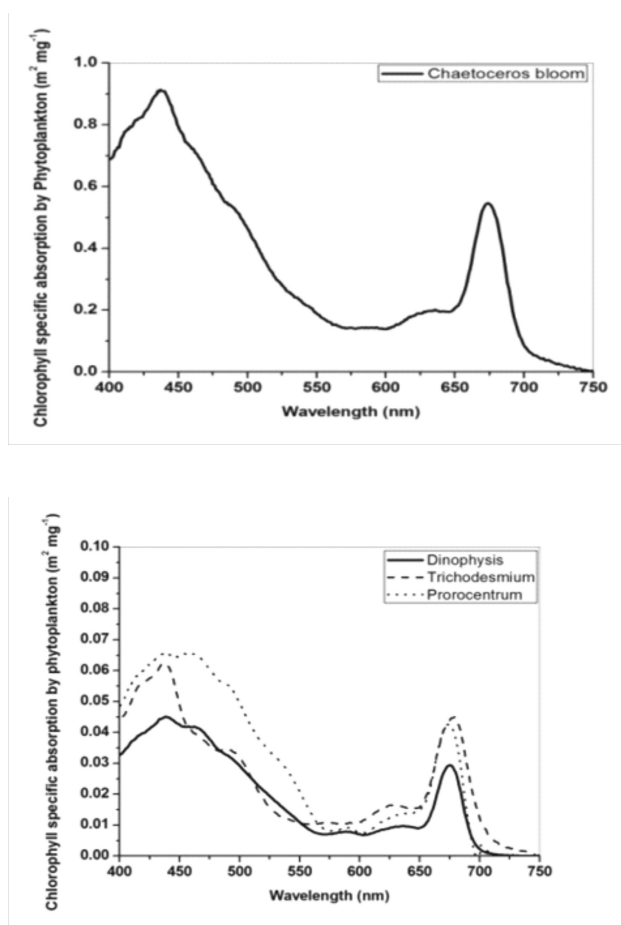 Chlorophyll specific absorption by Phytoplankton (m² mg⁻¹)
1.0
0.8
0.6
0.4
0.2
0.0
Chaetoceros bloom
400 450 500 550 600 650 700 750
Wavelength (nm)
Chlorophyll specific absorption by phytoplankton (m² mg⁻¹)
0.10
0.09
0.08
0.07
0.06
0.05
0.04
0.03
0.02
0.01
0.00
Dinophysis
Trichodesmium
Prorocentrum
400 450 500 550 600 650 700 750
Wavelength (nm)